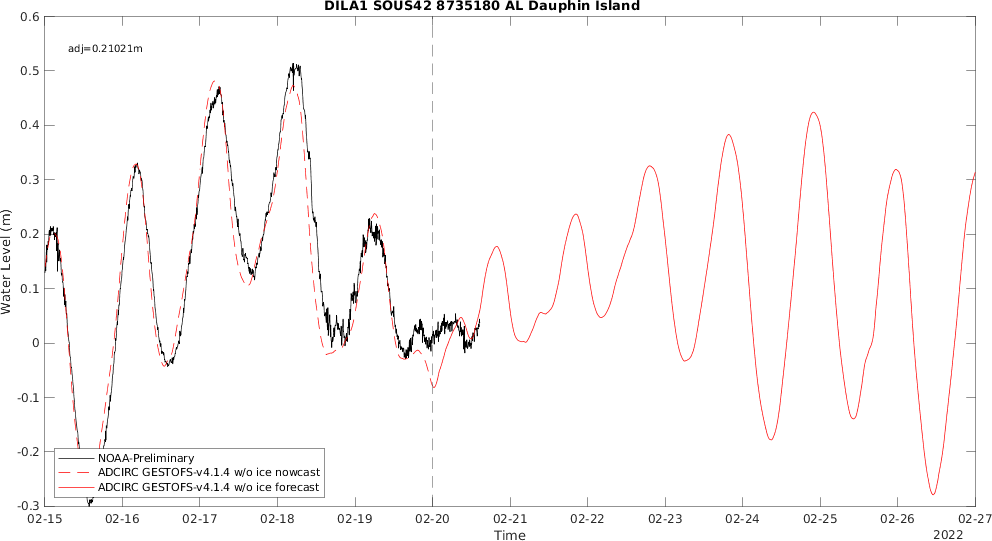 DILA1 SOUS42 8735180 AL Dauphin Island
adj=0.21021m
0.6
0.5
0.4
0.3
0.2
0.1
0
-0.1
-0.2
-0.3
Water Level (m)
NOAA-Preliminary
ADCIRC GESTOFS-v4.1.4 w/o ice nowcast
ADCIRC GESTOFS-v4.1.4 w/o ice forecast
02-15 02-16 02-17 02-18 02-19 02-20 02-21 02-22 02-23 02-24 02-25 02-26 02-27
Time
2022